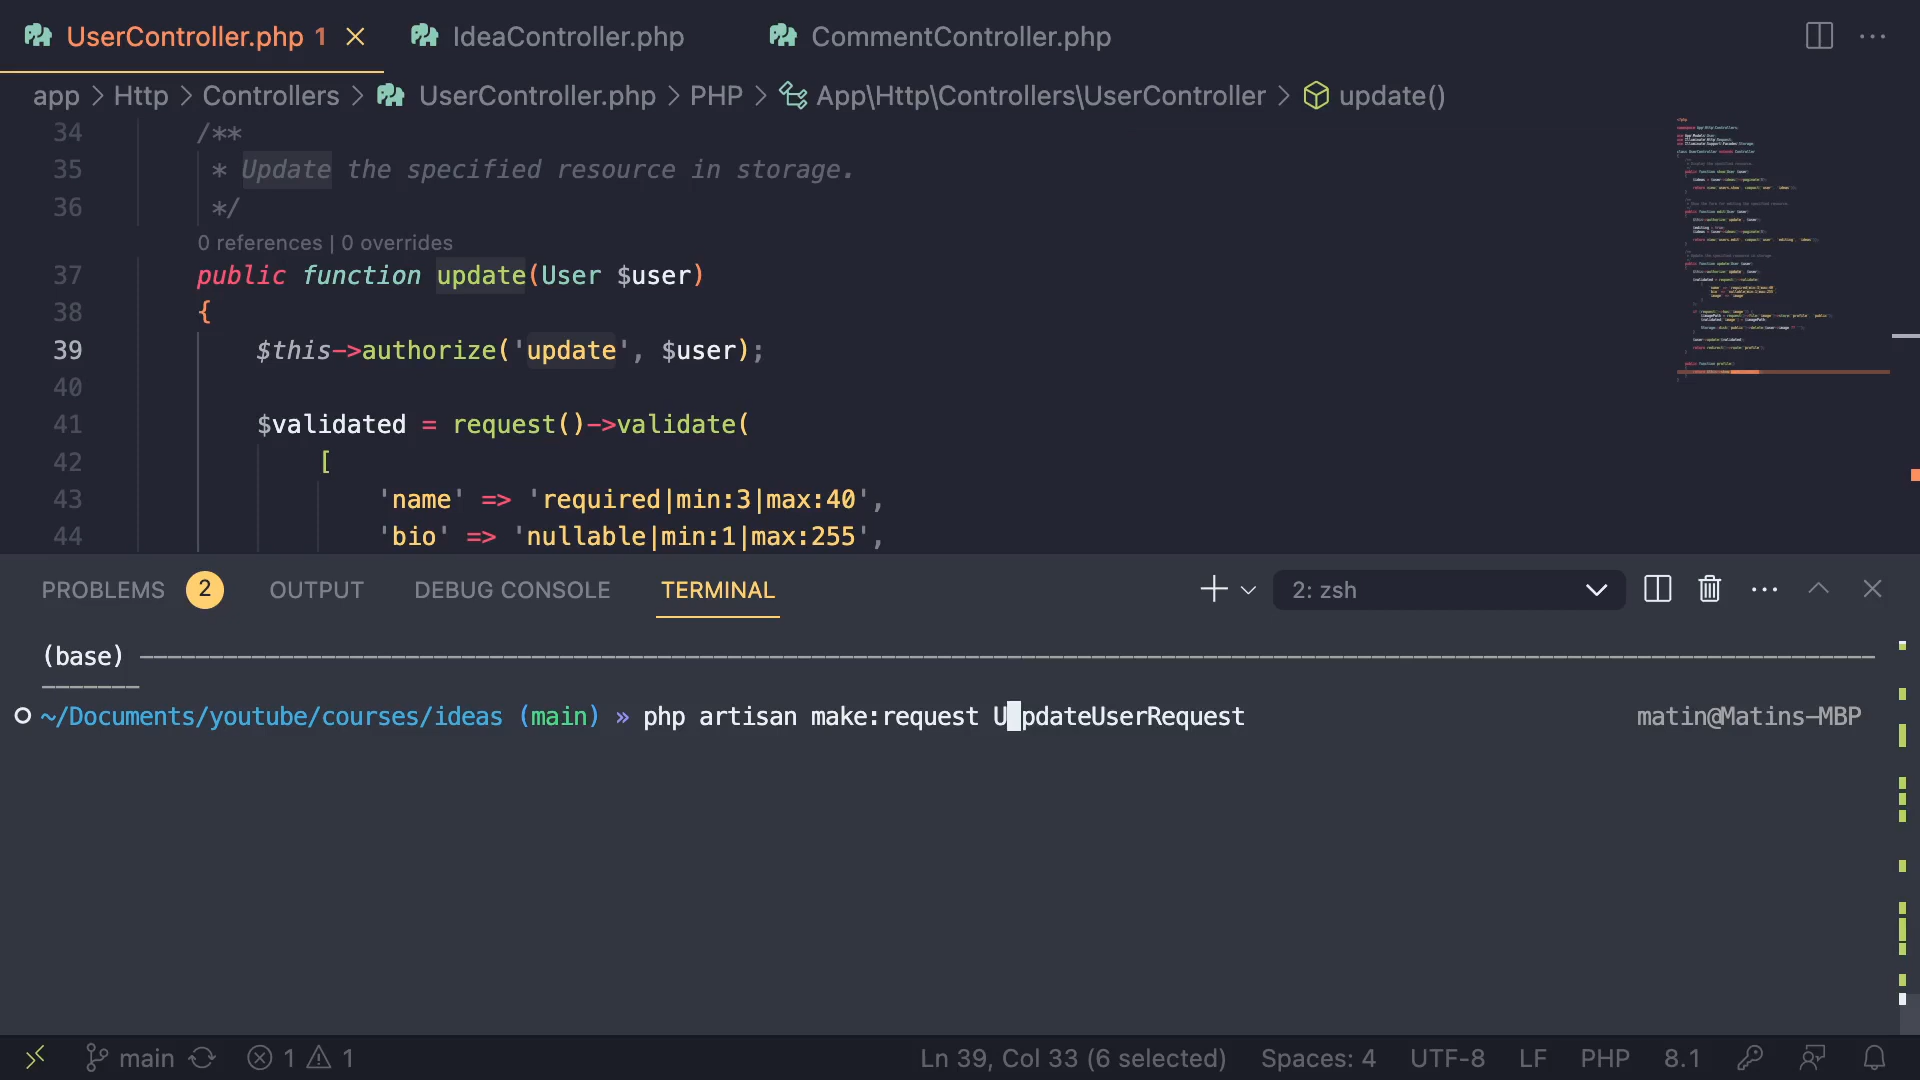 UserController.php 1
IdeaController.php
CommentController.php
app > Http > Controllers > UserController.php > PHP > App\Http\Controllers\UserController > update()
34 /**
35 * Update the specified resource in storage.
36 */
0 references | 0 overrides
37 public function update(User $user)
38 {
39 $this->authorize('update', $user);
40
41 $validated = request()->validate(
42 [
43 'name' => 'required|min:3|max:40',
44 'bio' => 'nullable|min:1|max:255',
PROBLEMS 2 OUTPUT DEBUG CONSOLE TERMINAL 2: zsh
(base)
~/Documents/youtube/courses/ideas (main) » php artisan make:request UpdateUserRequest matin@Matins-MBP
main 1 1 Ln 39, Col 33 (6 selected) Spaces: 4 UTF-8 LF PHP 8.1